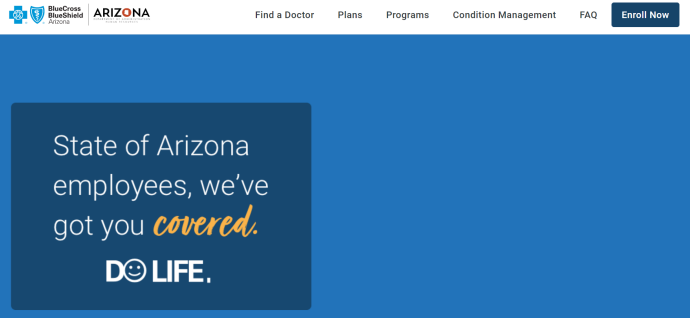 BlueCross
BlueShield
Arizona
ARIZONA
Find a Doctor
Plans
Programs
Condition Management
FAQ
Enroll Now
State of Arizona
employees, we've
got you covered.
DO LIFE.